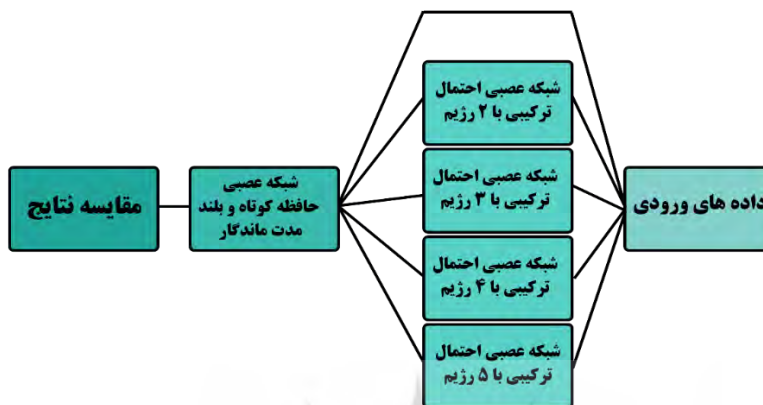 داده های ورودی
شبکه عصبی احتمال
ترکیبی با ۲ رژیم
شبکه عصبی احتمال
ترکیبی با ۳ رژیم
شبکه عصبی احتمال
ترکیبی با ۴ رژیم
شبکه عصبی احتمال
ترکیبی با ۵ رژیم
شبکه عصبی
حافظه کوتاه و بلند
مدت ماندگار
مقایسه نتایج